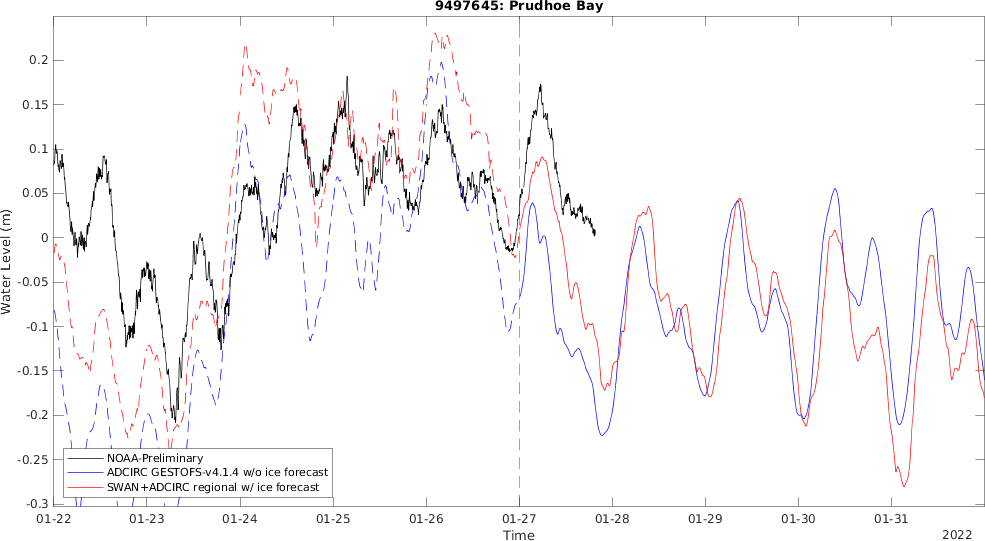 9497645: Prudhoe Bay
0.2
0.15
0.1
0.05
0
-0.05
-0.1
-0.15
-0.2
-0.25
-0.3
Water Level (m)
NOAA-Preliminary
ADCIRC GESTOFS-v4.1.4 w/o ice forecast
SWAN+ADCIRC regional w/ ice forecast
01-22 01-23 01-24 01-25 01-26 01-27 01-28 01-29 01-30 01-31
Time
2022